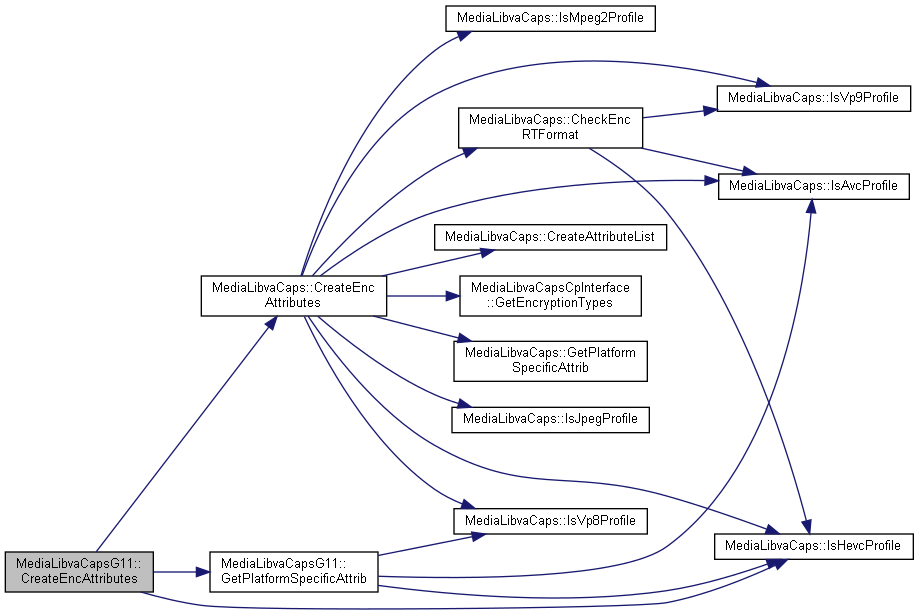 MediaLibvaCaps::IsMpeg2Profile
MediaLibvaCaps::IsVp9Profile
MediaLibvaCaps::CheckEnc
RTFormat
MediaLibvaCaps::IsAvcProfile
MediaLibvaCaps::CreateAttributeList
MediaLibvaCaps::CreateEnc
Attributes
MediaLibvaCapsCpInterface
::GetEncryptionTypes
MediaLibvaCaps::GetPlatform
SpecificAttrib
MediaLibvaCaps::IsJpegProfile
MediaLibvaCaps::IsVp8Profile
MediaLibvaCaps::IsHevcProfile
MediaLibvaCapsG11::
CreateEncAttributes
MediaLibvaCapsG11::
GetPlatformSpecificAttrib